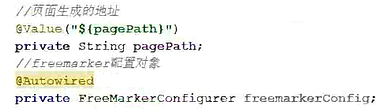 //页面生成的地址
@Value("${pagePath}")
private String pagePath;
//freemarker配置对象
@Autowired
private FreeMarkerConfigurer freemarkerConfig;